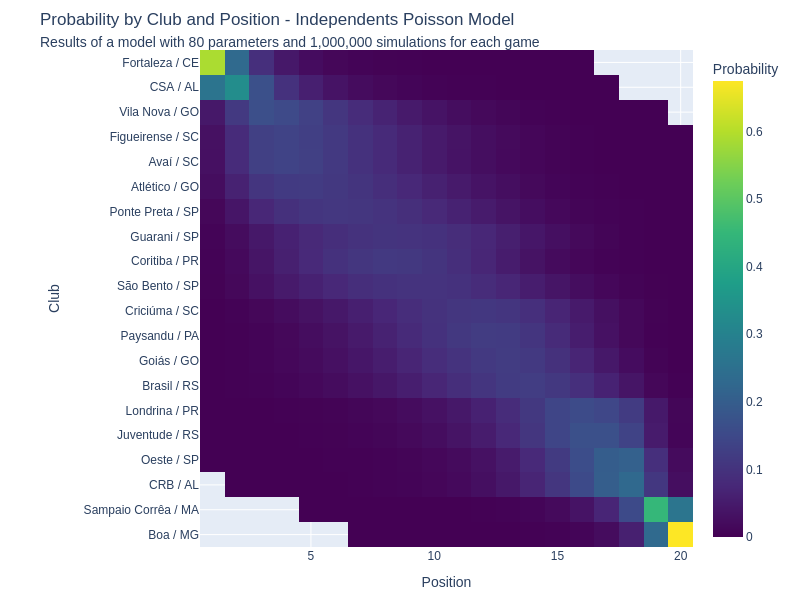 Probability by Club and Position - Independents Poisson Model
Results of a model with 80 parameters and 1,000,000 simulations for each game
Probability
Fortaleza / CE
CSA / AL
Vila Nova / GO
Figueirense / SC
Avaí / SC
Atlético / GO
Ponte Preta / SP
Guarani / SP
Coritiba / PR
São Bento / SP
Criciúma / SC
Paysandu / PA
Goiás / GO
Brasil / RS
Londrina / PR
Juventude / RS
Oeste / SP
CRB / AL
Sampaio Corrêa / MA
Boa / MG
Club
5
10
15
20
Position
0.6
0.5
0.4
0.3
0.2
0.1
0